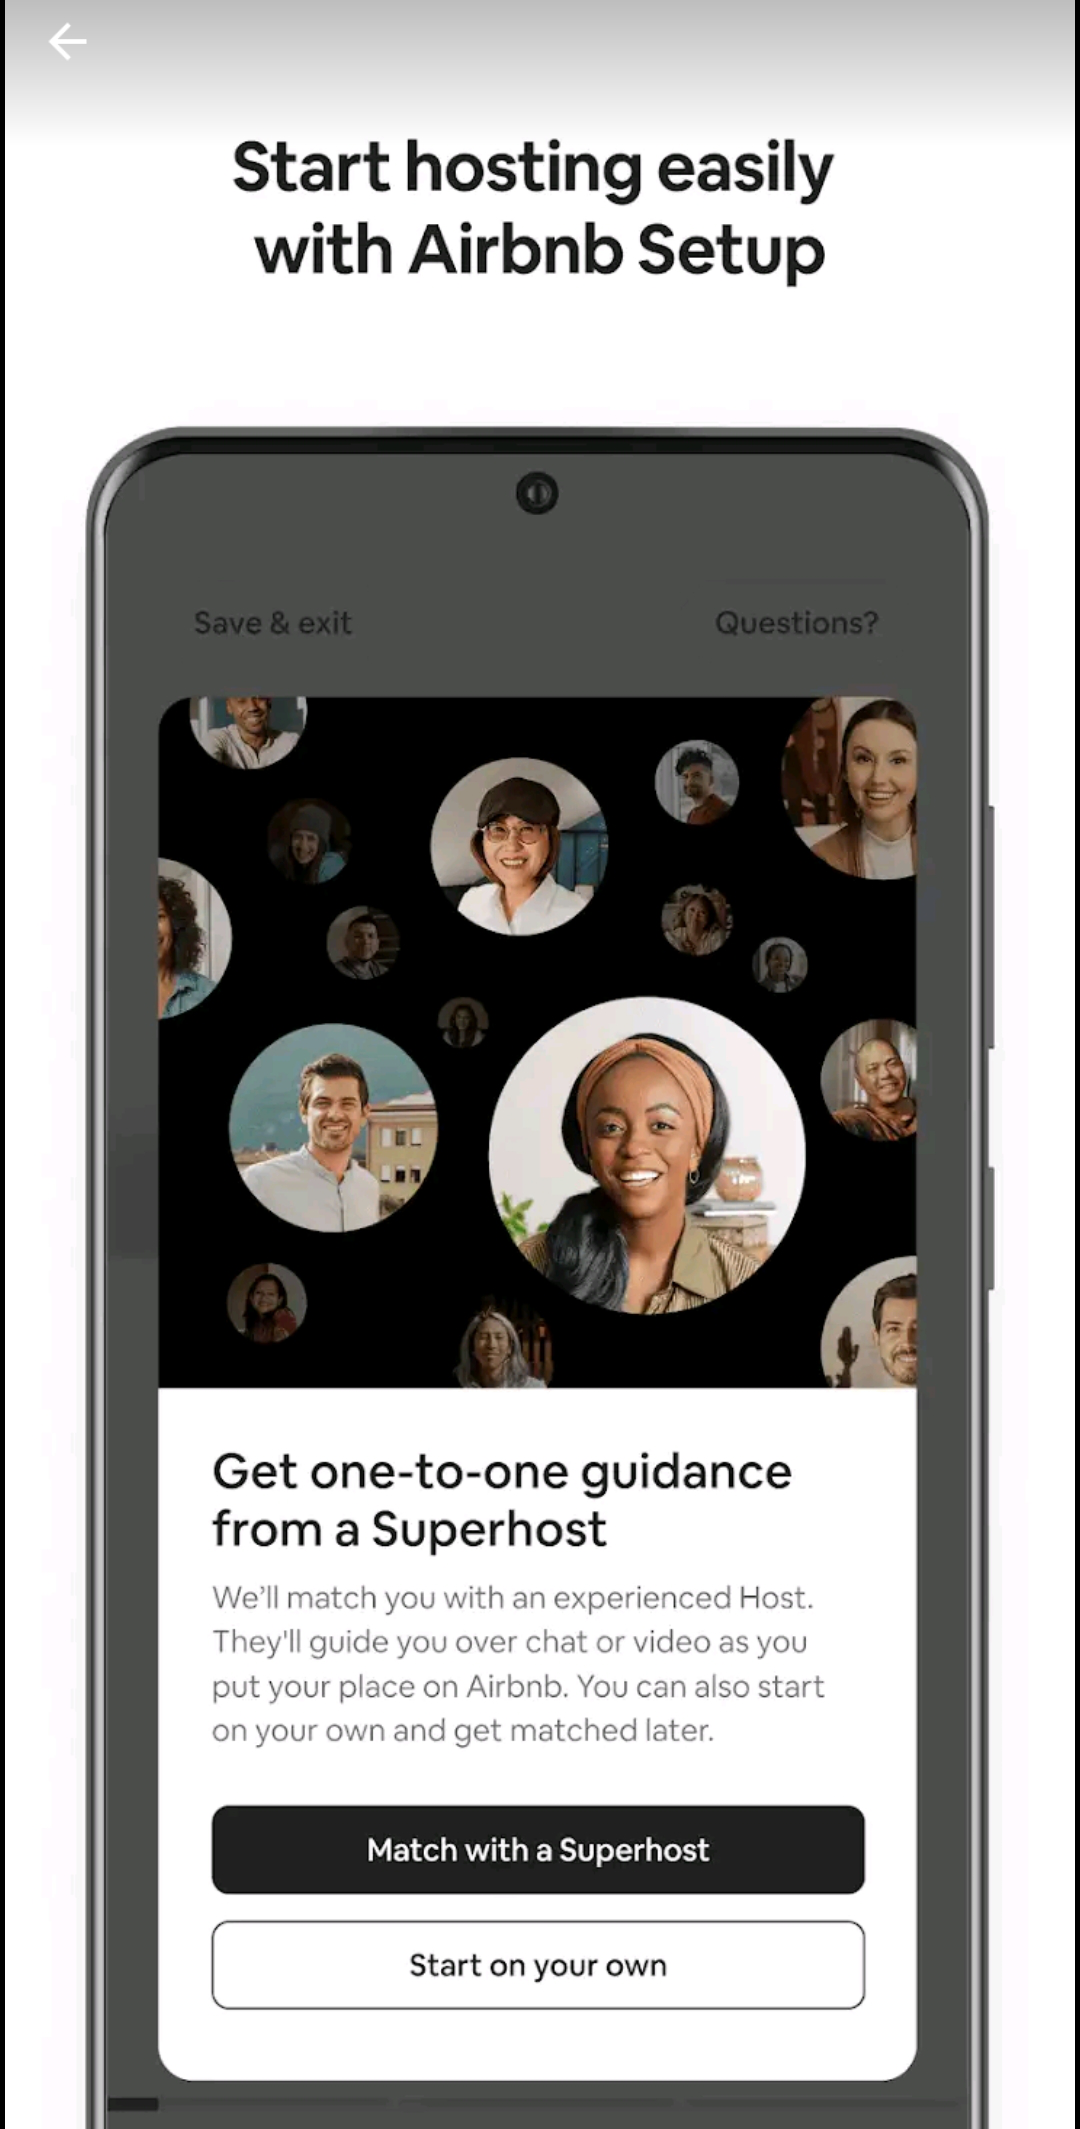 Start hosting easily
with Airbnb Setup
Save & exit
Questions?
Get one-to-one guidance
from a Superhost
We’ll match you with an experienced Host.
They'll guide you over chat or video as you
put your place on Airbnb. You can also start
on your own and get matched later.
Match with a Superhost
Start on your own